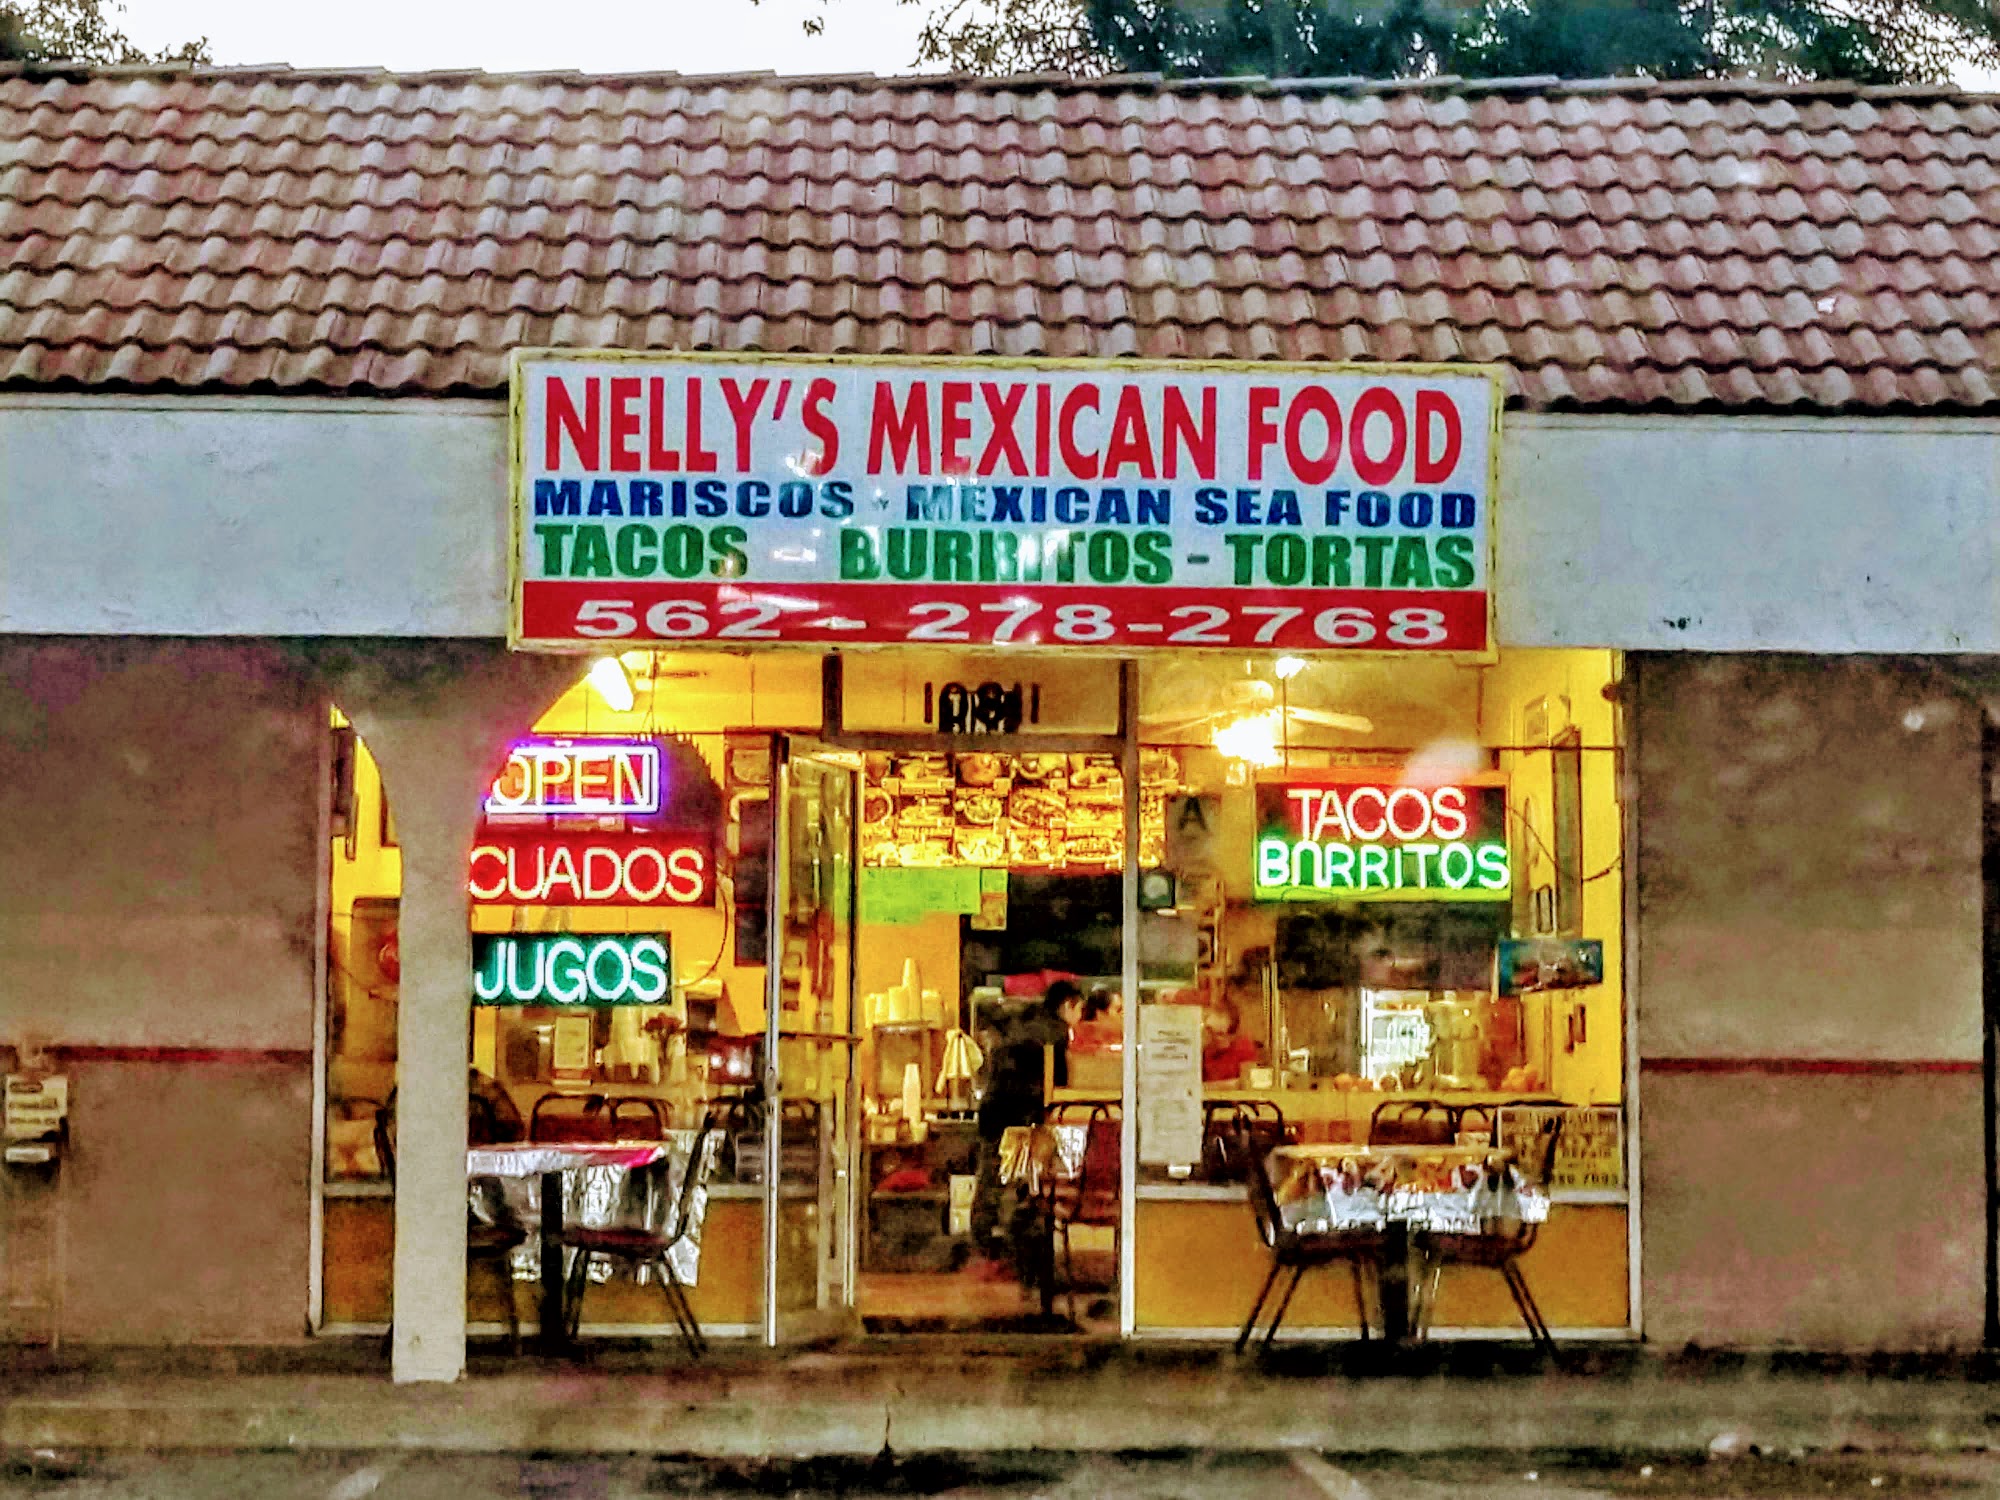 NELLY'S MEXICAN FOOD
MARISCOS - MEXICAN SEA FOOD
TACOS - BURRITOS - TORTAS
562 - 278-2768
OPEN
CUADOS
JUGOS
A
TACOS
BURRITOS